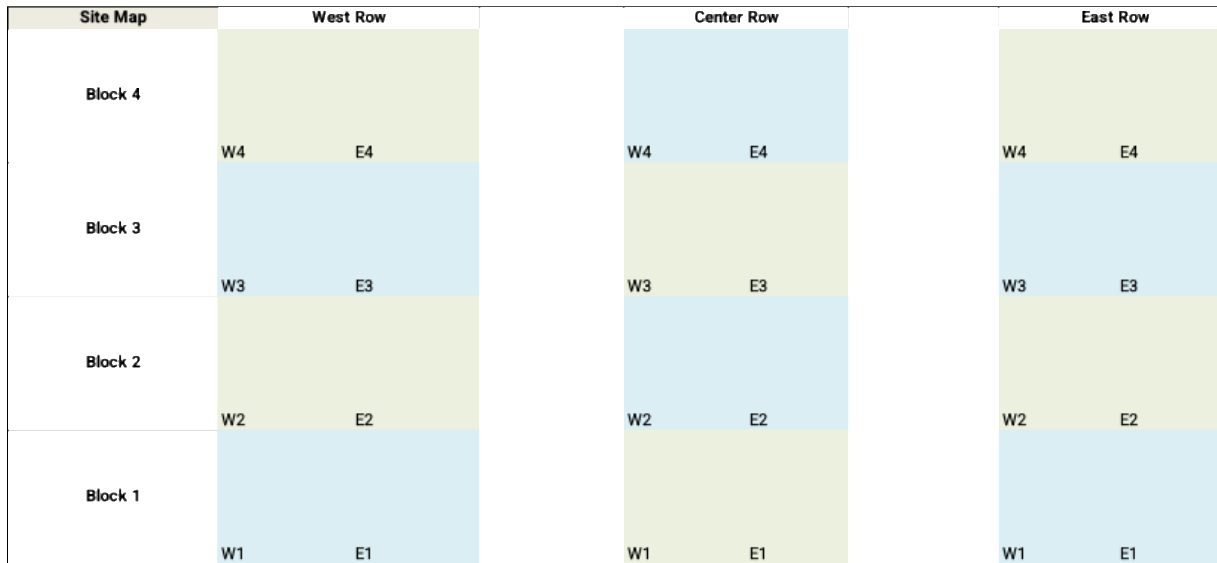 Site Map West Row Center Row East Row
Block 4
W4 E4 W4 E4 W4 E4
Block 3
W3 E3 W3 E3 W3 E3
Block 2
W2 E2 W2 E2 W2 E2
Block 1
W1 E1 W1 E1 W1 E1